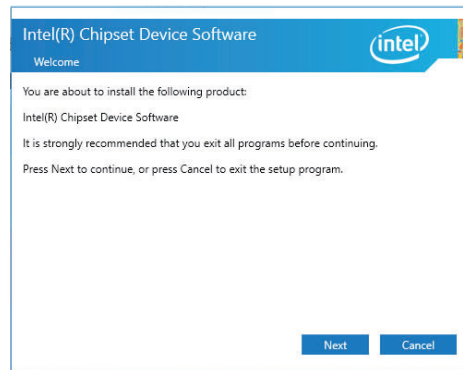 Intel(R) Chipset Device Software
intel
Welcome
You are about to install the following product:
Intel(R) Chipset Device Software
It is strongly recommended that you exit all programs before continuing.
Press Next to continue, or press Cancel to exit the setup program.
Next Cancel